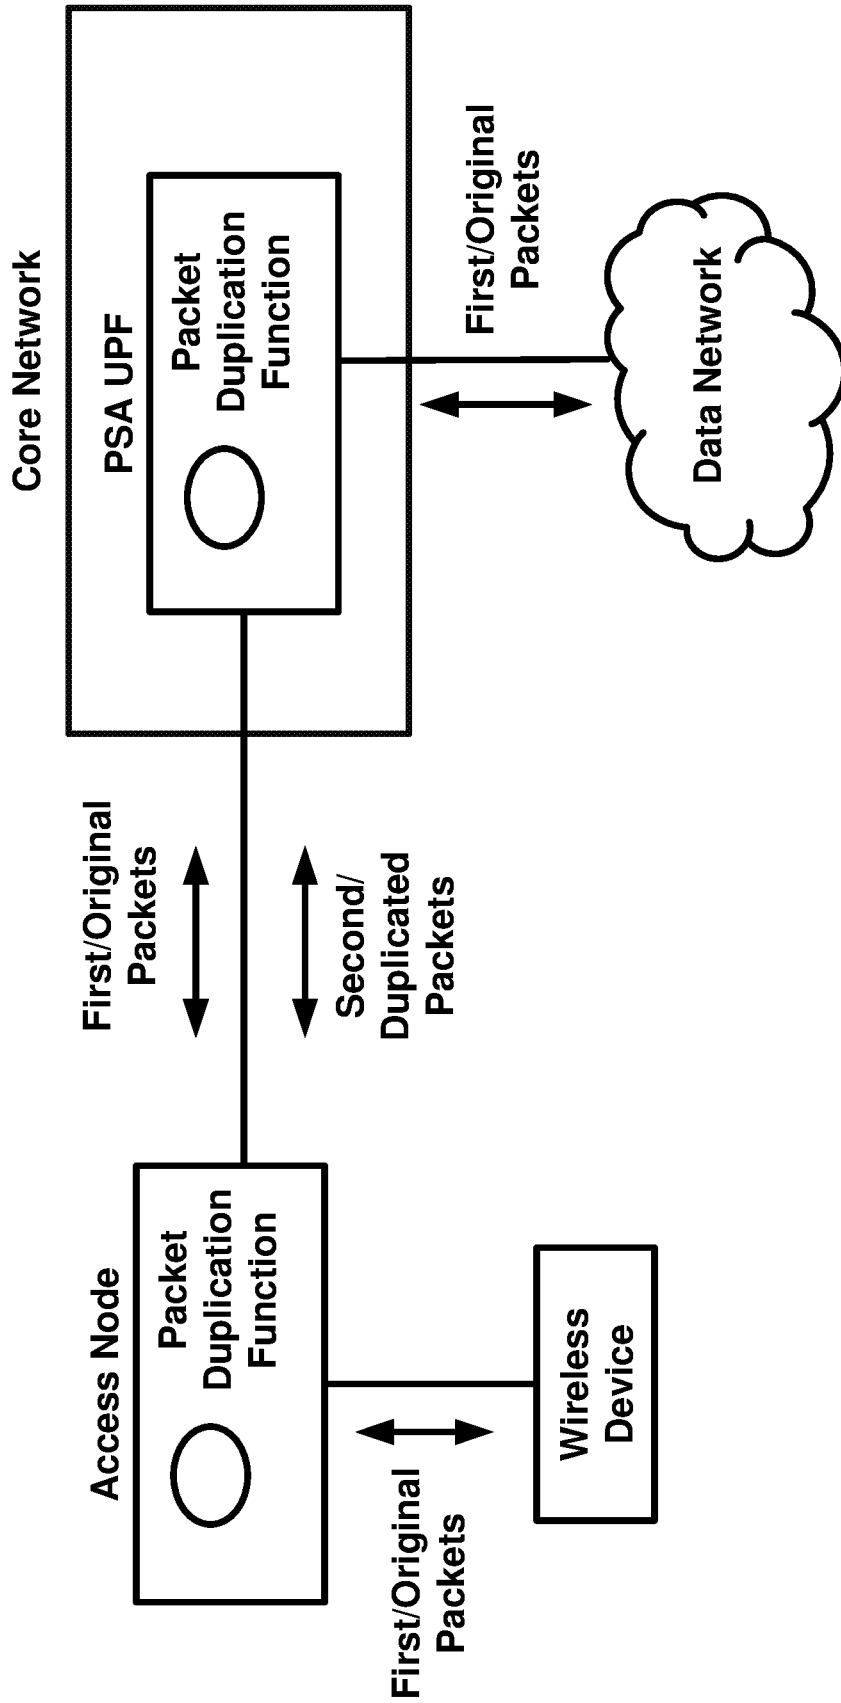 Core Network
PSA UPF
Packet
Duplication
Function
Access Node
Packet
Duplication
Function
First/Original
Packets
Second/
Duplicated
Packets
First/Original
Packets
First/Original
Packets
Wireless
Device
Data Network